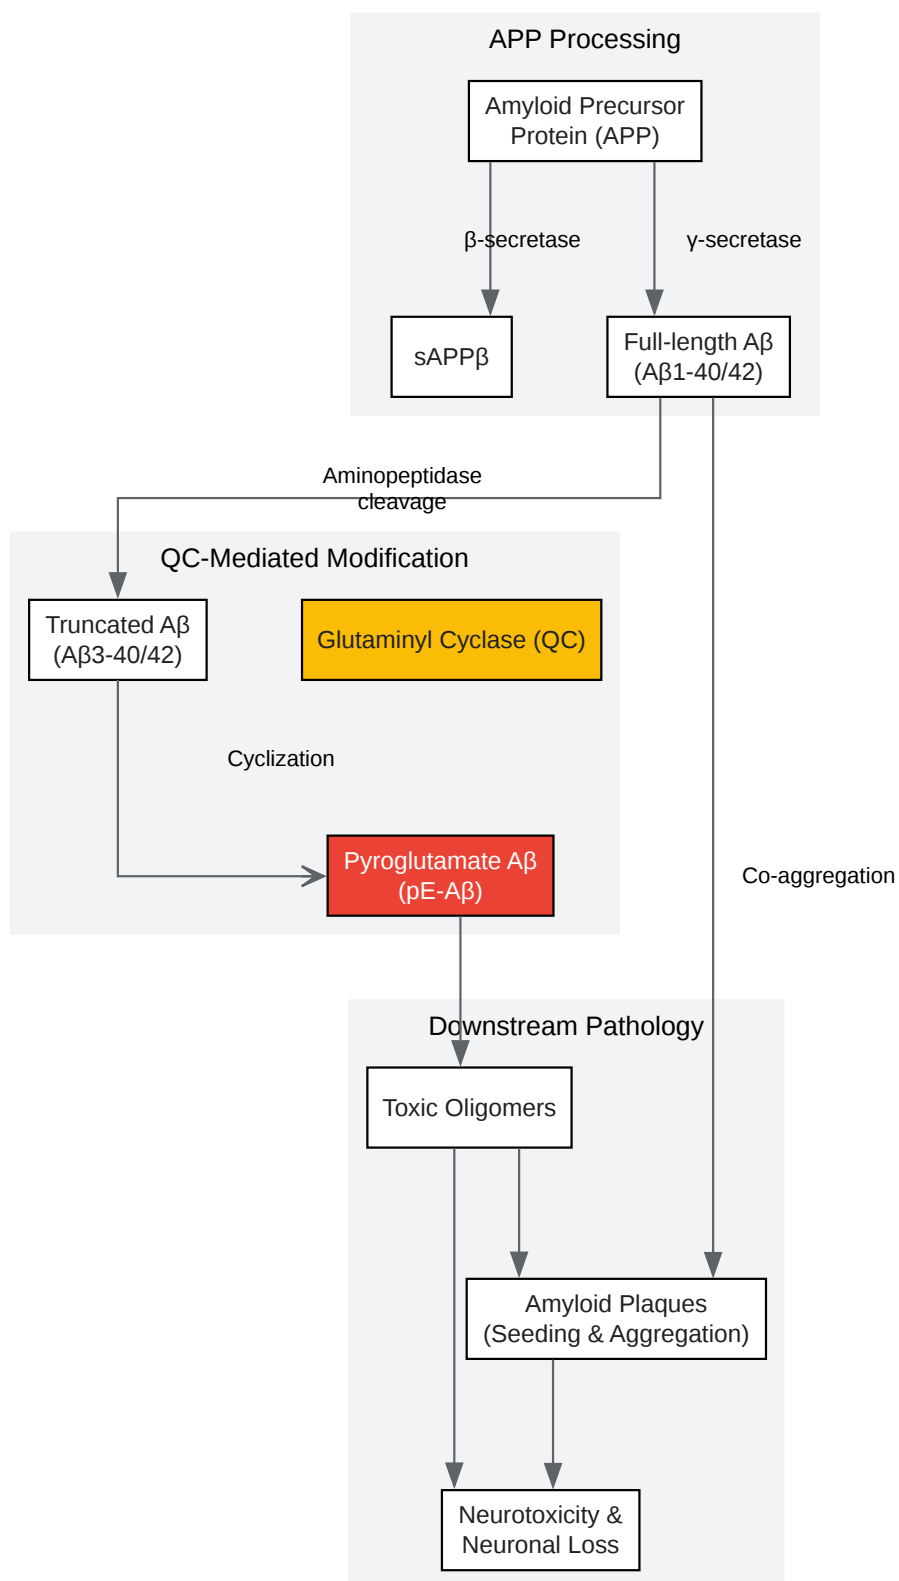 APP Processing
Amyloid Precursor
Protein (APP)
β-secretase
γ-secretase
sAPPβ
Full-length Aβ
(Aβ1-40/42)
Aminopeptidase
cleavage
QC-Mediated Modification
Truncated Aβ
(Aβ3-40/42)
Glutaminyl Cyclase (QC)
Cyclization
Pyroglutamate Aβ
(pE-Aβ)
Co-aggregation
Downstream Pathology
Toxic Oligomers
Amyloid Plaques
(Seeding & Aggregation)
Neurotoxicity &
Neuronal Loss